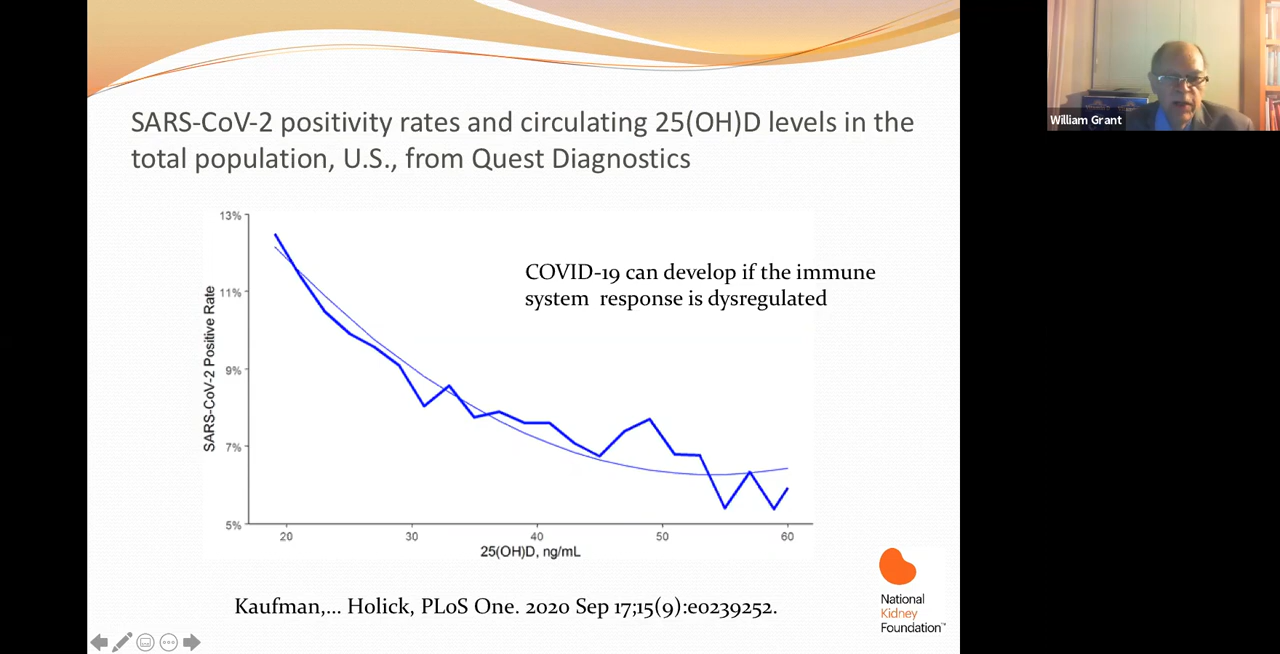 SARS-CoV-2 positivity rates and circulating 25(OH)D levels in the
total population, U.S., from Quest Diagnostics
William Grant
13%
11%
9%
7%
5%
SARS-CoV-2 Positive Rate
COVID-19 can develop if the immune
system response is dysregulated
20
30
40
50
60
25(OH)D, ng/mL
Kaufman,... Holick, PLoS One. 2020 Sep 17;15(9):e0239252.
National
Kidney
Foundation™